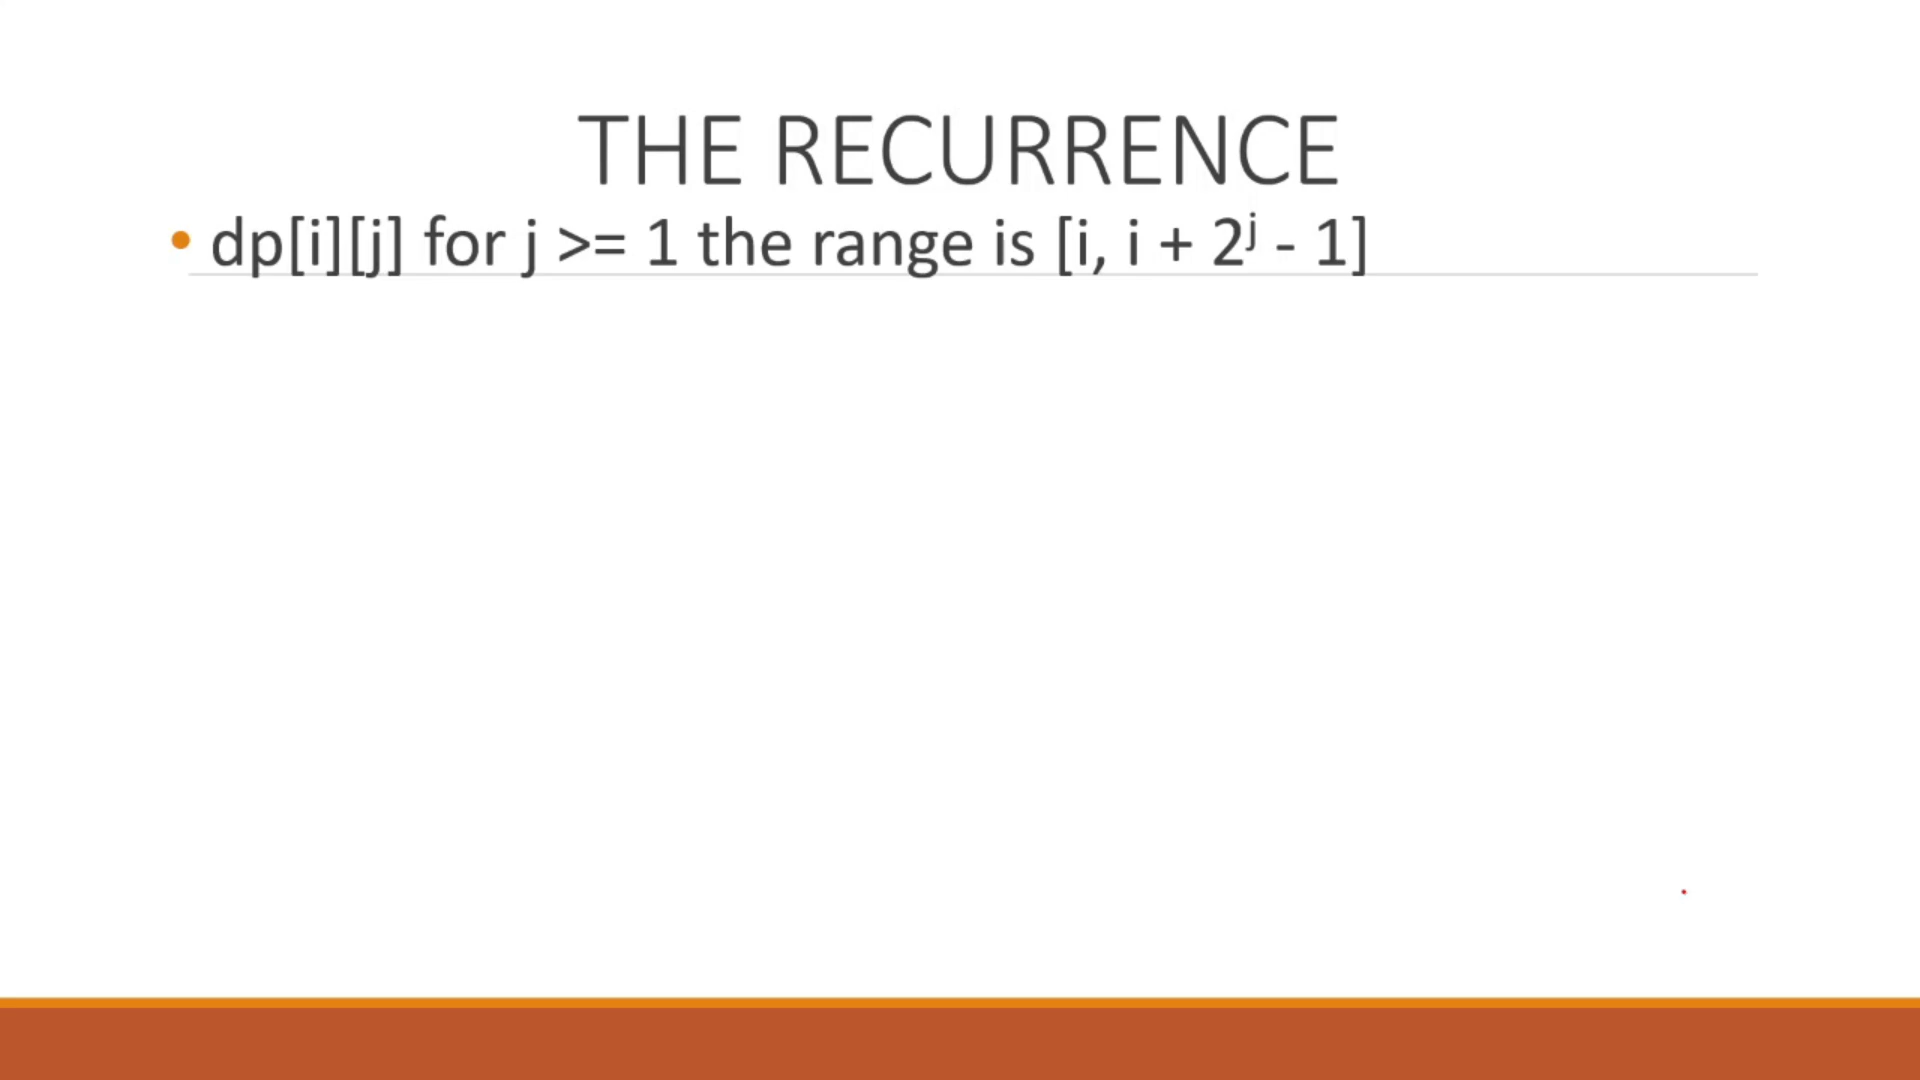 THE RECURRENCE
• dp[i][j] for j >= 1 the range is [i, i + 2ʲ - 1]